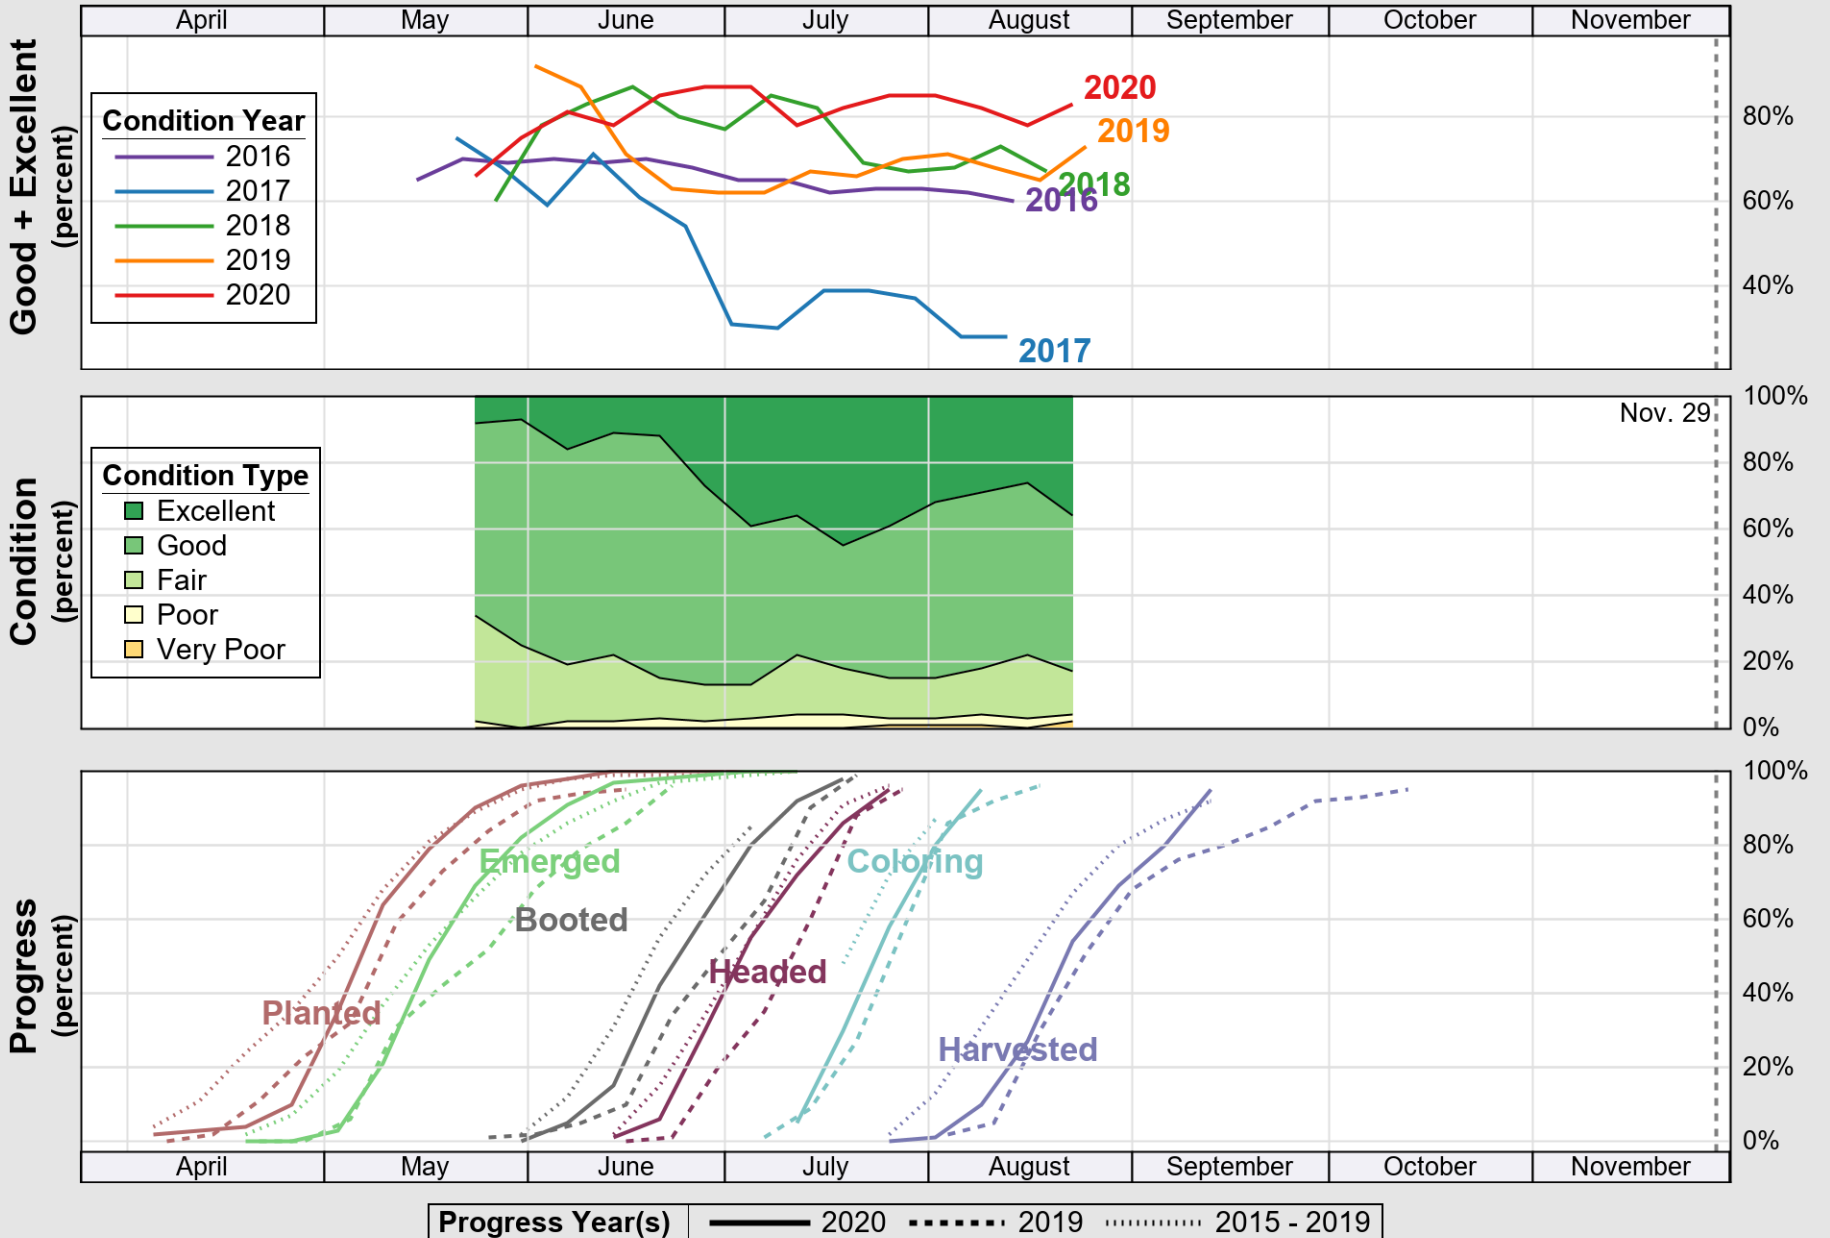 April May June July August September October November
Good + Excellent
(percent)
Condition Year
2016
2017
2018
2019
2020
2020
2019
2018
2016
2017
80%
60%
40%
Condition
(percent)
Condition Type
Excellent
Good
Fair
Poor
Very Poor
Nov. 29
100%
80%
60%
40%
20%
0%
Progress
(percent)
Emerged
Coloring
Booted
Headed
Planted
Harvested
100%
80%
60%
40%
20%
0%
April May June July August September October November
Progress Year(s) 2020 2019 2015 - 2019